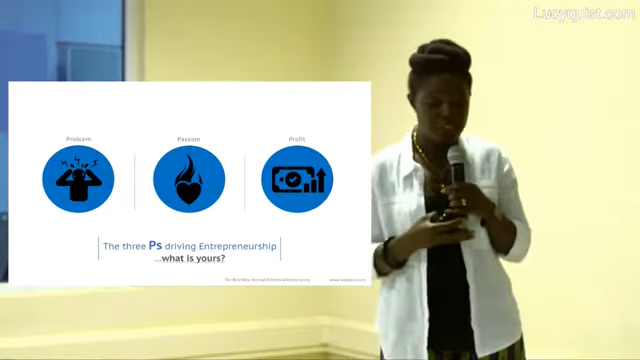 Lucyquist.com
Problem
Passion
Profit
The three Ps driving Entrepreneurship
...what is yours?